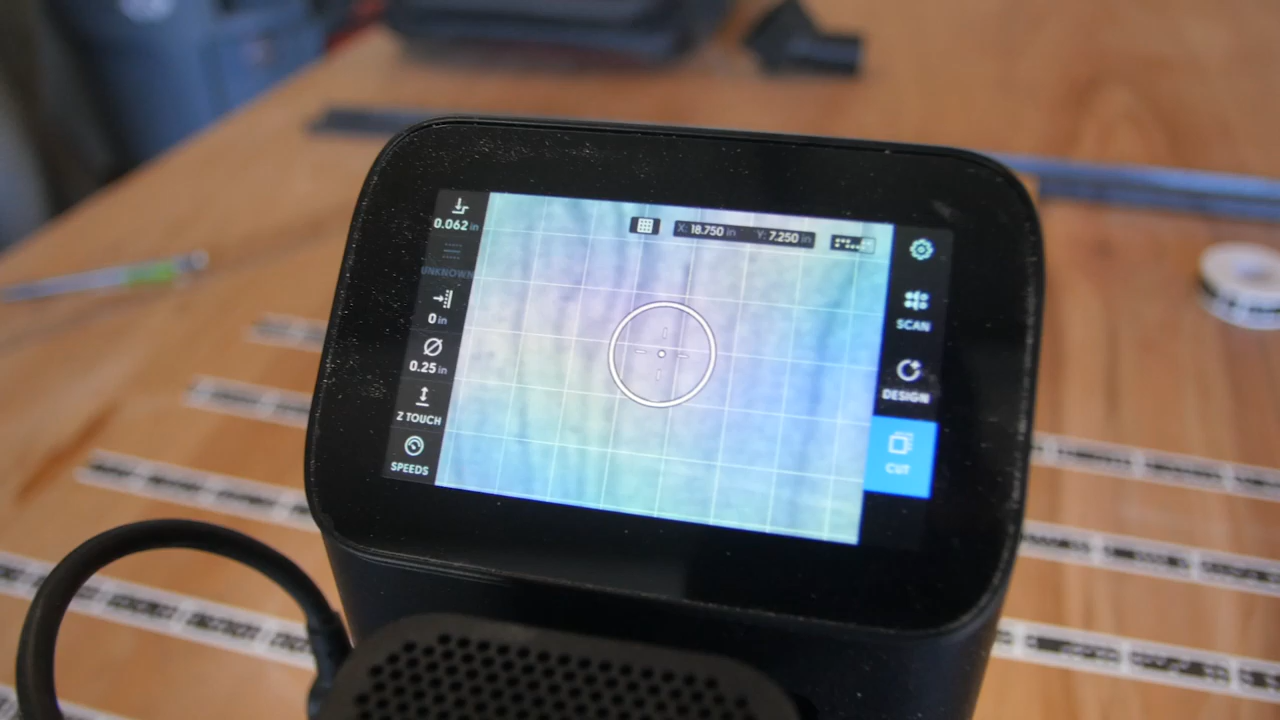 0.062 in
UNKNOWN
0 in
0.25 in
Z TOUCH
SPEEDS
X: 18.750 in Y: 7.250 in
SCAN
DESIGN
CUT